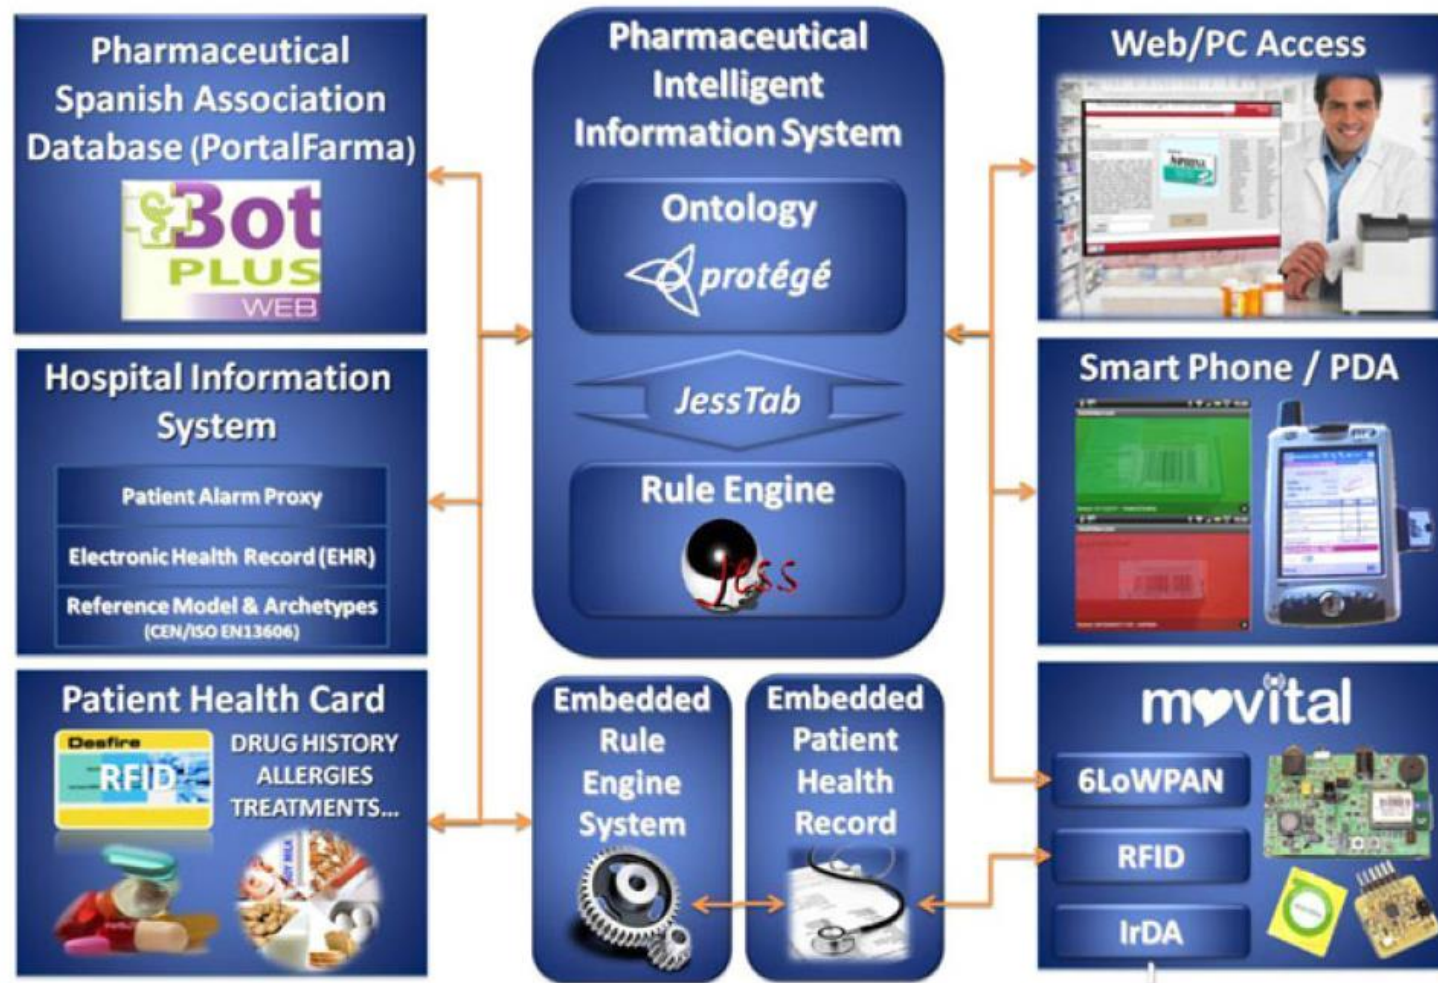 Pharmaceutical
Spanish Association
Database (PortalFarma)
Bot
PLUS
WEB
Hospital Information
System
Patient Alarm Proxy
Electronic Health Record (EHR)
Reference Model & Archetypes
(CEN/ISO EN13606)
Patient Health Card
Desfire
RFID
DRUG HISTORY
ALLERGIES
TREATMENTS...
Pharmaceutical
Intelligent
Information System
Ontology
protégé
JessTab
Rule Engine
Jess
Embedded
Rule
Engine
System
Embedded
Patient
Health
Record
Web/PC Access
Smart Phone / PDA
movital
6LoWPAN
RFID
IrDA